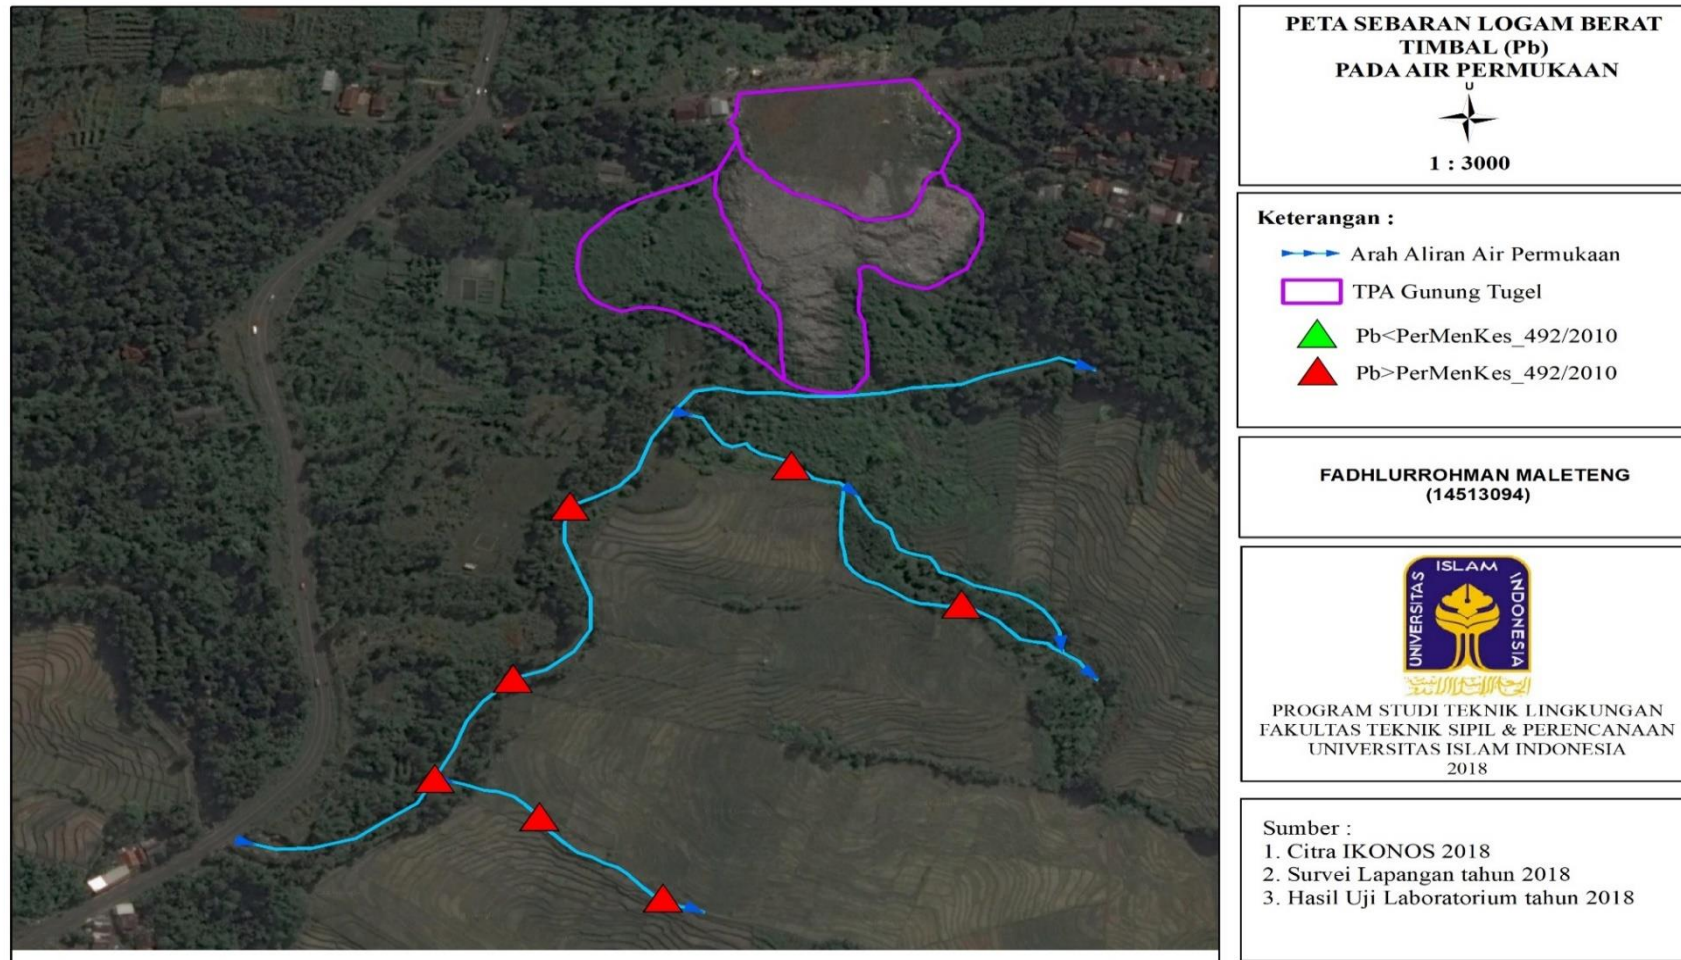 PETA SEBARAN LOGAM BERAT
TIMBAL (Pb)
PADA AIR PERMUKAAN
U
1 : 3000
Keterangan :
Arah Aliran Air Permukaan
TPA Gunung Tugel
Pb<PerMenKes_492/2010
Pb>PerMenKes_492/2010
FADHLURROHMAN MALETENG
(14513094)
UNIVERSITAS
ISLAM
INDONESIA
PROGRAM STUDI TEKNIK LINGKUNGAN
FAKULTAS TEKNIK SIPIL & PERENCANAAN
UNIVERSITAS ISLAM INDONESIA
2018
Sumber :
1. Citra IKONOS 2018
2. Survei Lapangan tahun 2018
3. Hasil Uji Laboratorium tahun 2018